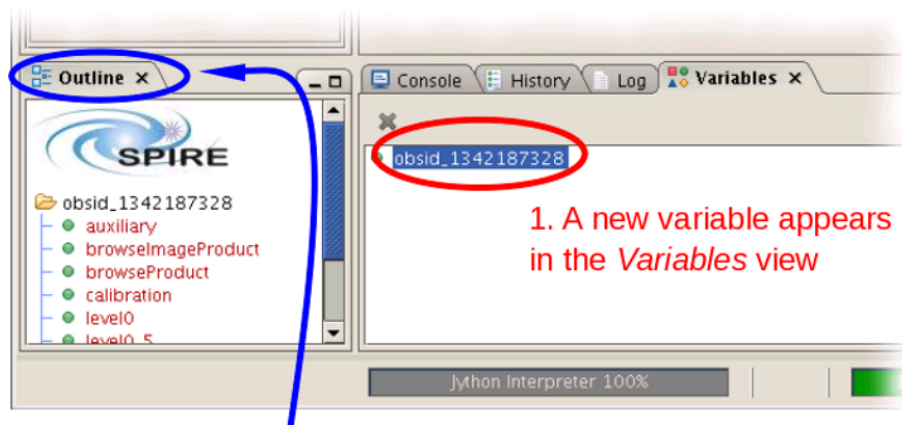 Outline ×
Console
History
Log
Variables ×
SPIRE
obsid_1342187328
auxiliary
browseImageProduct
browseProduct
calibration
level0
level0_5
obsid_1342187328
1. A new variable appears
in the Variables view
Jython Interpreter 100%